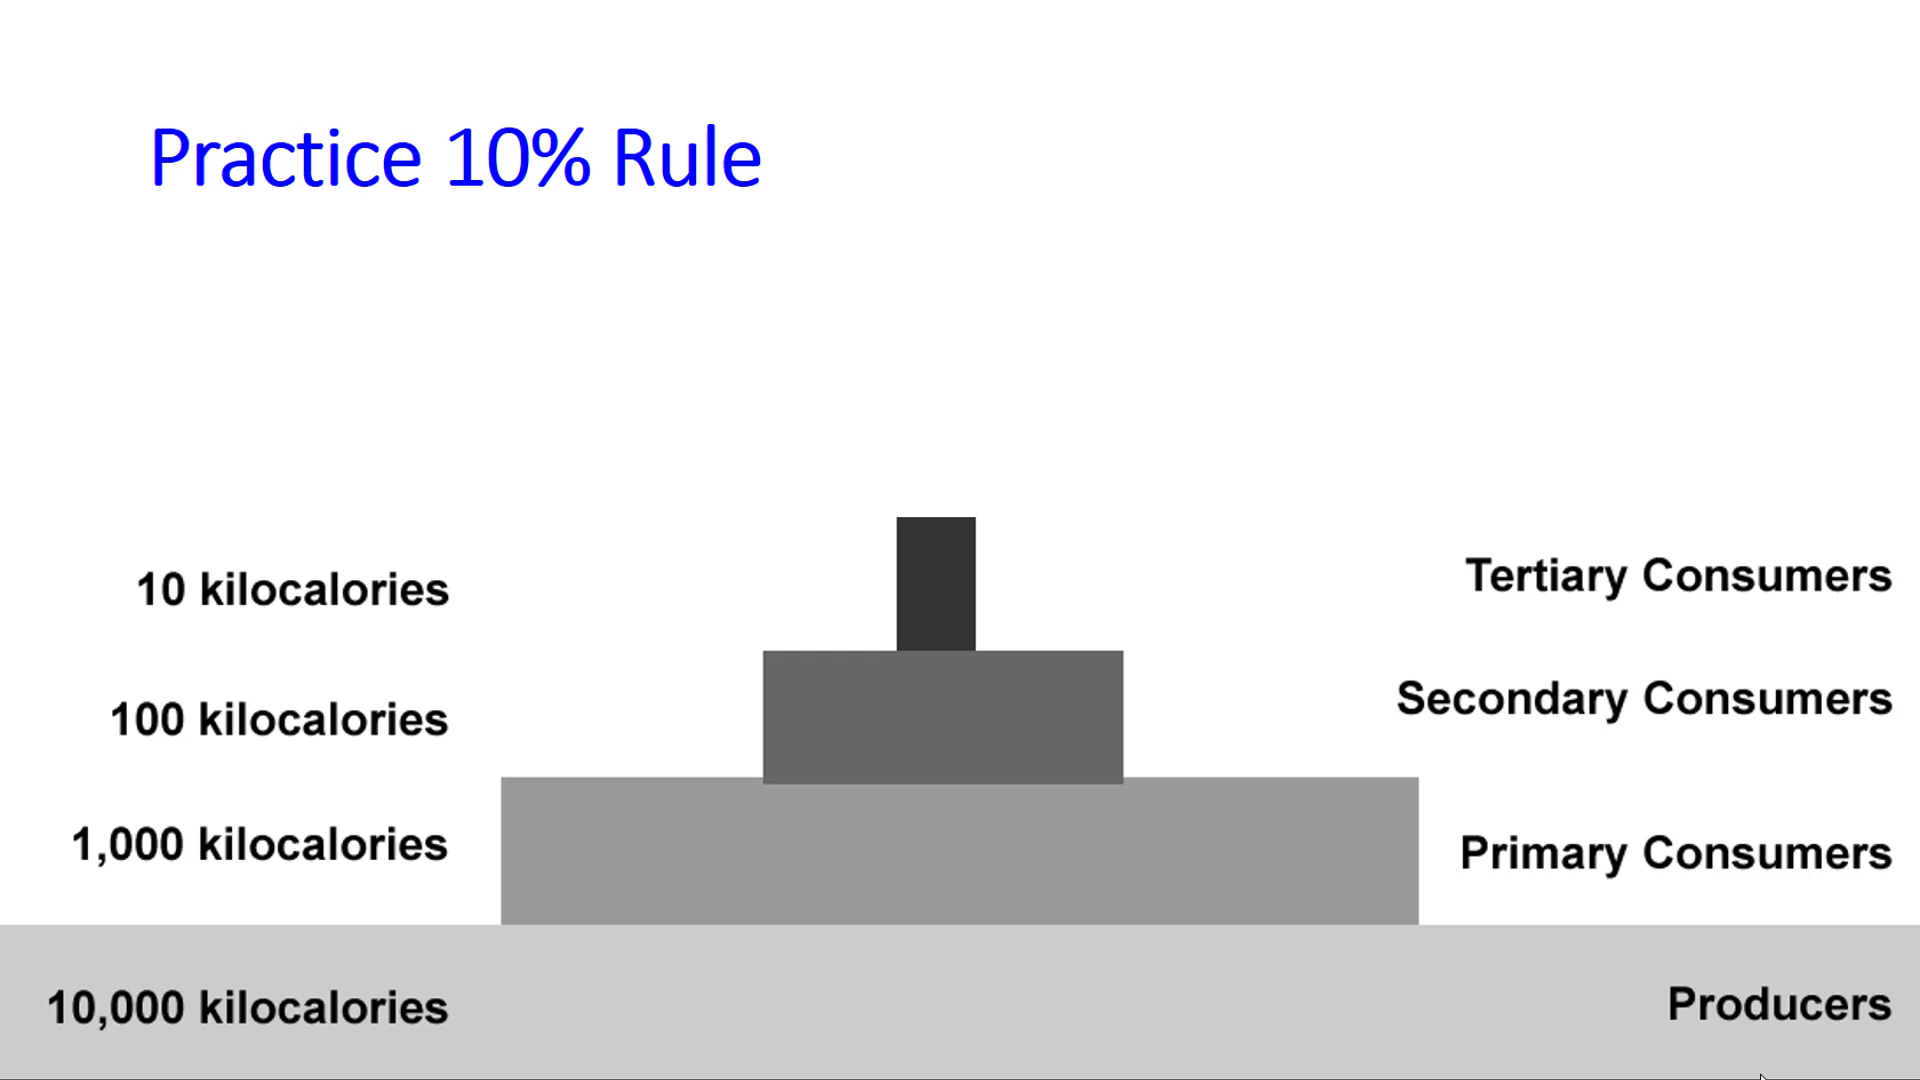 Practice 10% Rule
10 kilocalories
Tertiary Consumers
100 kilocalories
Secondary Consumers
1,000 kilocalories
Primary Consumers
10,000 kilocalories
Producers